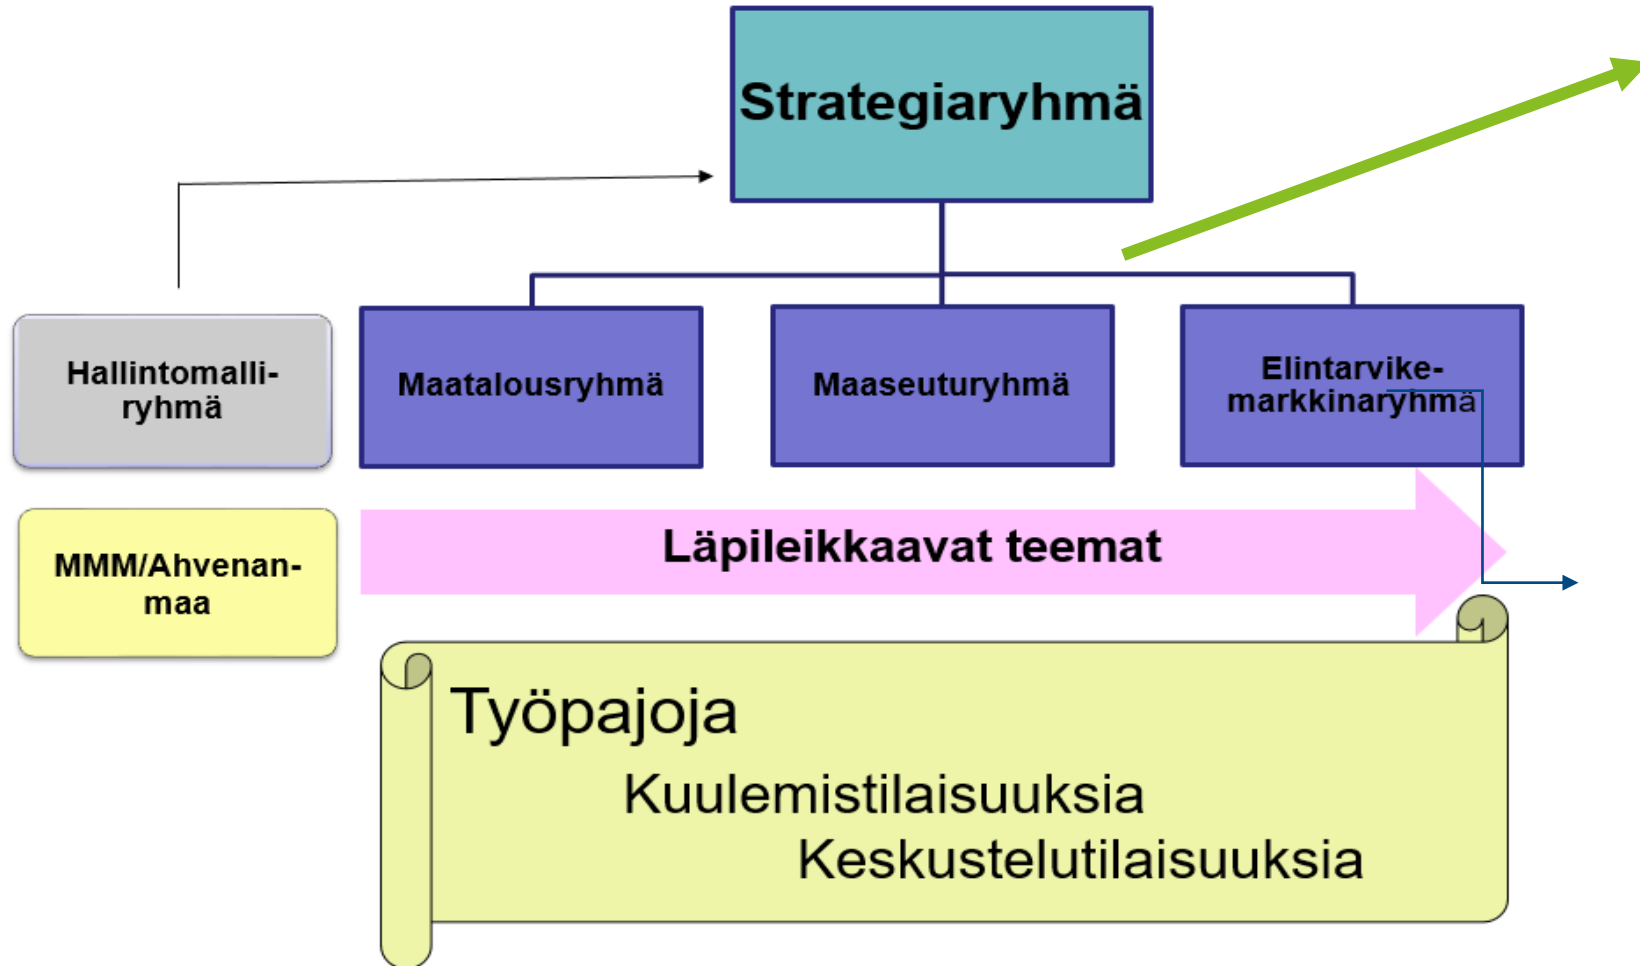 Strategiaryhmä
Hallintomalli-
ryhmä
Maatalousryhmä
Maaseuturyhmä
Elintarvike-
markkinaryhmä
MMM/Ahvenan-
maa
Läpileikkaavat teemat
Työpajoja
Kuulemistilaisuuksia
Keskustelutilaisuuksia